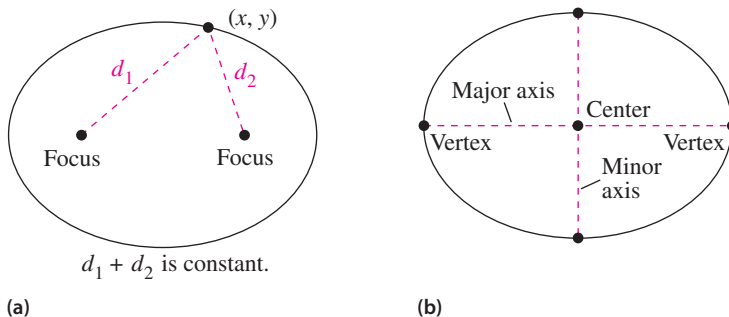 (x, y)
d₁
d₂
Focus
Focus
d₁ + d₂ is constant.
(a)
Major axis
Center
Vertex
Vertex
Minor
axis
(b)